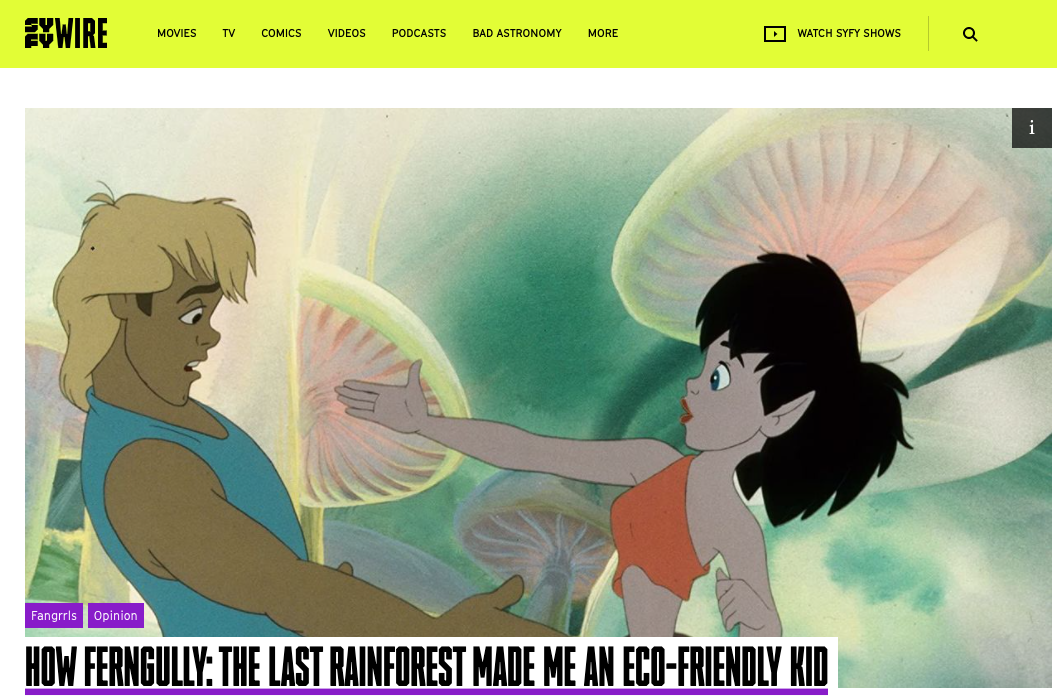 SYFY WIRE
MOVIES TV COMICS VIDEOS PODCASTS BAD ASTRONOMY MORE WATCH SYFY SHOWS
i
Fangrrls Opinion
HOW FERNGULLY: THE LAST RAINFOREST MADE ME AN ECO-FRIENDLY KID